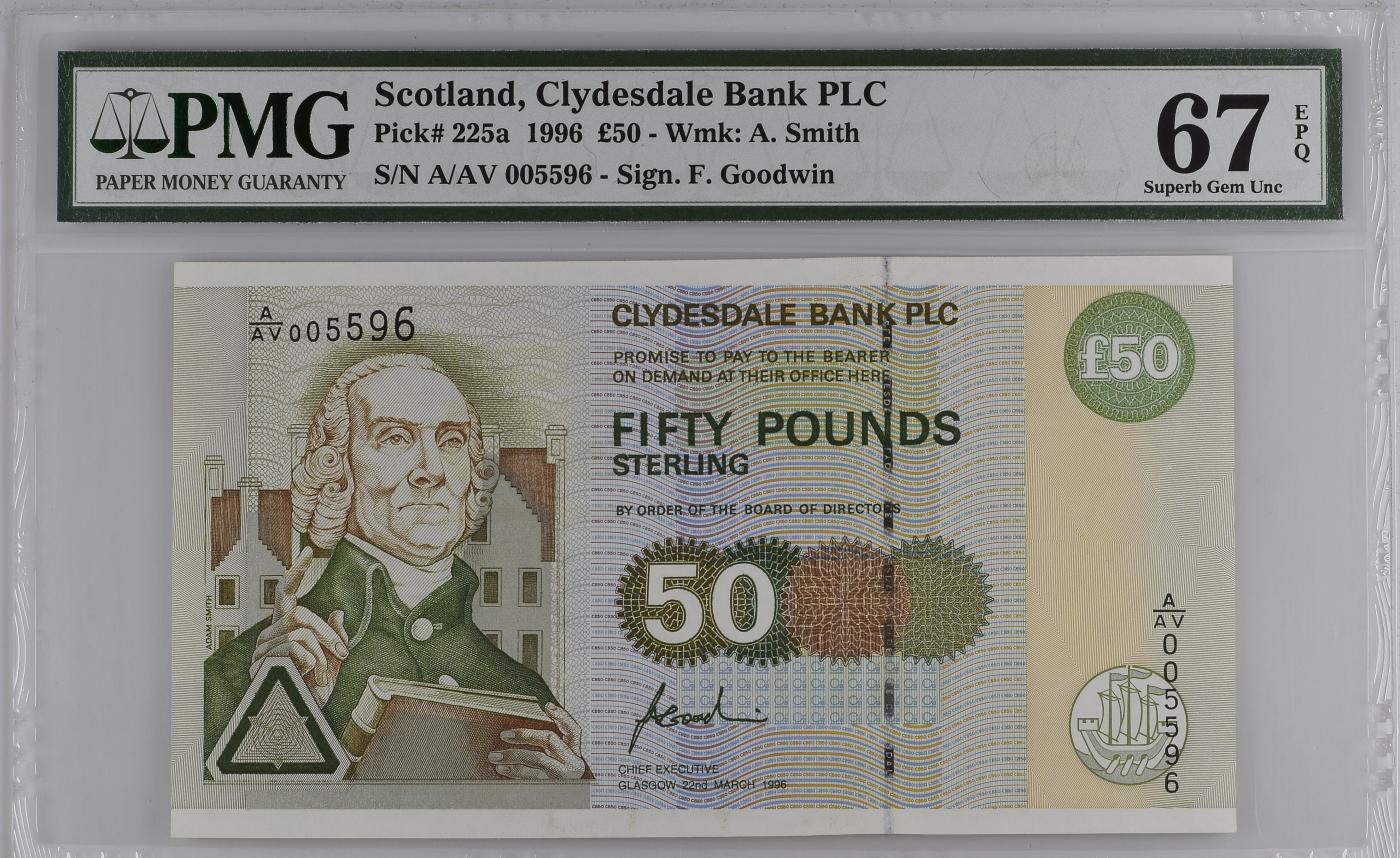 PMG
PAPER MONEY GUARANTY
Scotland, Clydesdale Bank PLC
Pick# 225a 1996 £50 - Wmk: A. Smith
S/N A/AV 005596 - Sign. F. Goodwin
67
EPQ
Superb Gem Unc
A/AV 005596
CLYDESDALE BANK PLC
PROMISE TO PAY TO THE BEARER
ON DEMAND AT THEIR OFFICE HERE
FIFTY POUNDS
STERLING
BY ORDER OF THE BOARD OF DIRECTORS
£50
50
ADAM SMITH
CHIEF EXECUTIVE
GLASGOW 22nd MARCH 1996
A/AV 005596